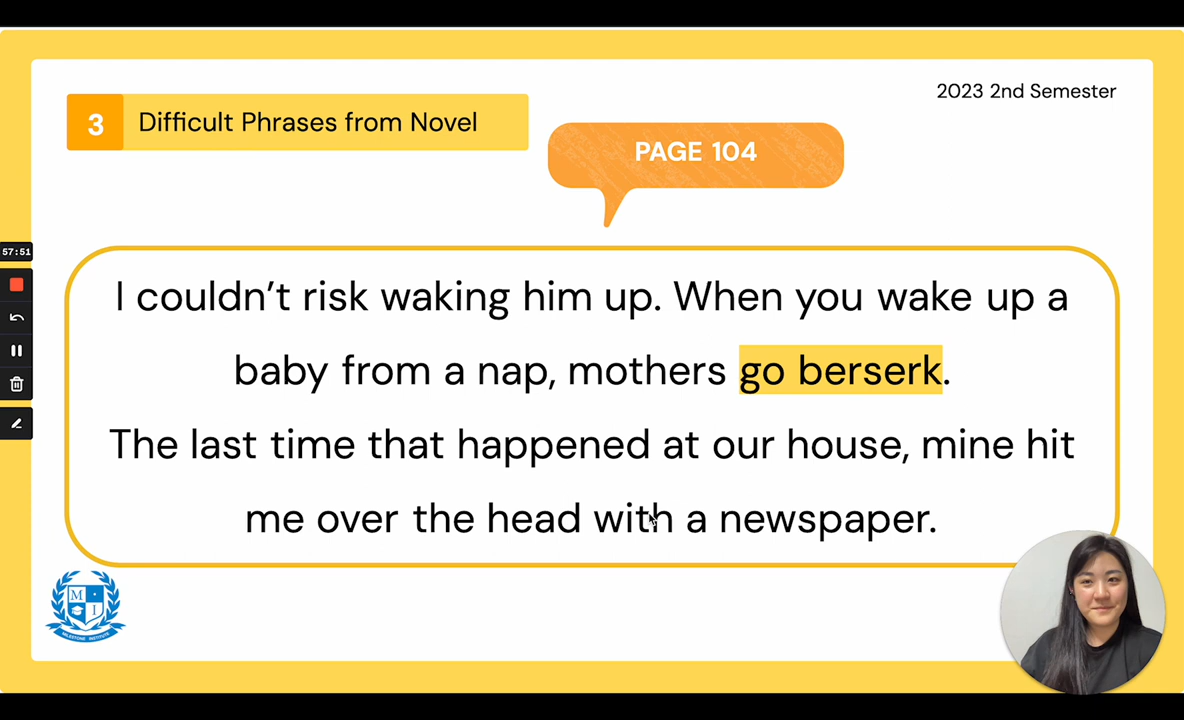 2023 2nd Semester
3
Difficult Phrases from Novel
PAGE 104
57:51
I couldn’t risk waking him up. When you wake up a
baby from a nap, mothers go berserk.
The last time that happened at our house, mine hit
me over the head with a newspaper.
M
I
MILESTONE INSTITUTE